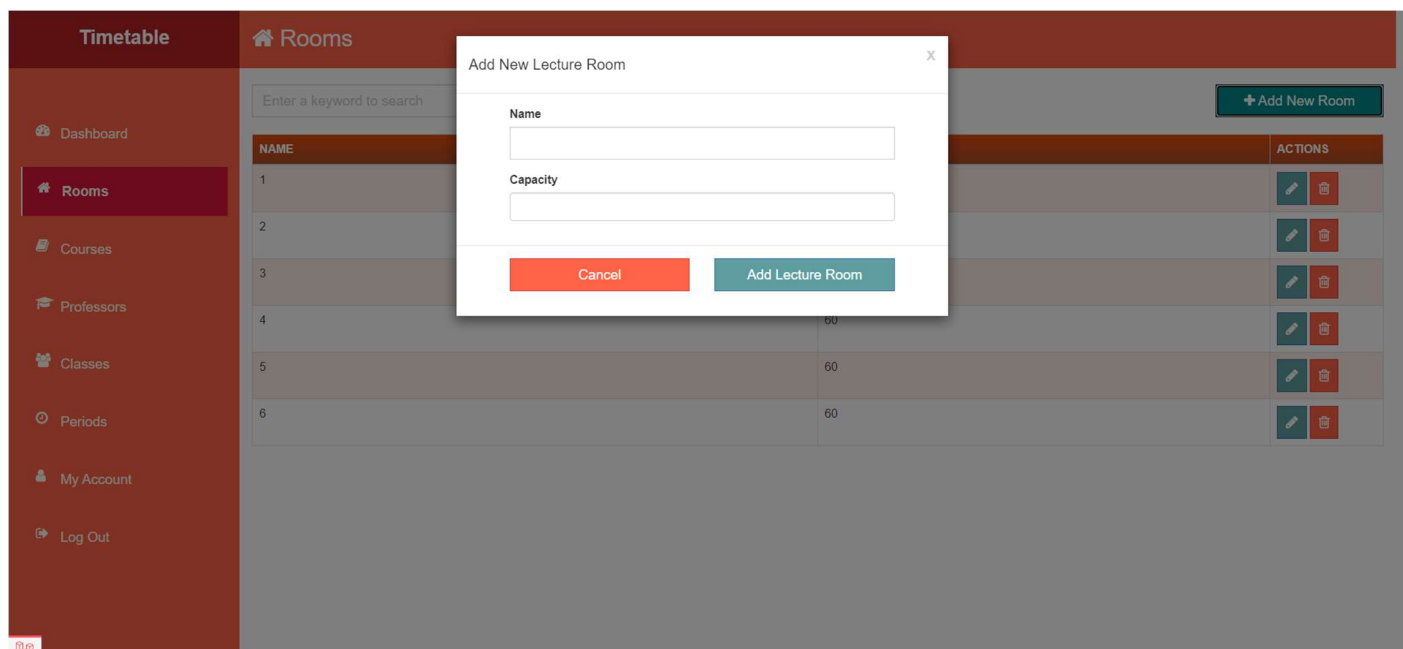 Timetable
Rooms
Add New Lecture Room
x
Name
Capacity
Cancel
Add Lecture Room
Enter a keyword to search
+Add New Room
Dashboard
Rooms
Courses
Professors
Classes
Periods
My Account
Log Out
NAME ACTIONS
1
2
3
4 60
5 60
6 60